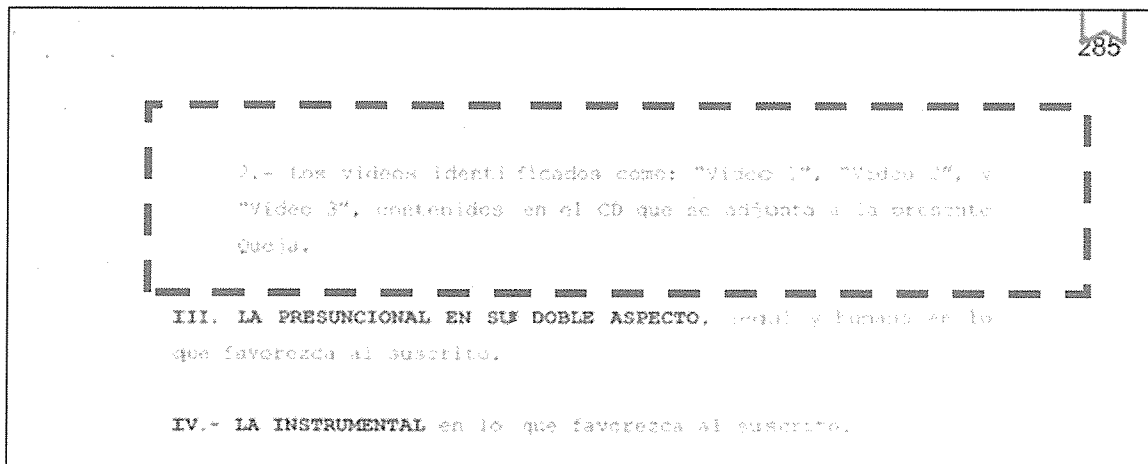 285
2.- Los videos identificados como: "Video 1", "Video 2", y
"Video 3", contenidos en el CD que se adjunta a la presente
Queja.
III. LA PRESUNCIONAL EN SU DOBLE ASPECTO, legal y humano en lo
que favorezca al suscrito.
IV.- LA INSTRUMENTAL en lo que favorezca al suscrito.